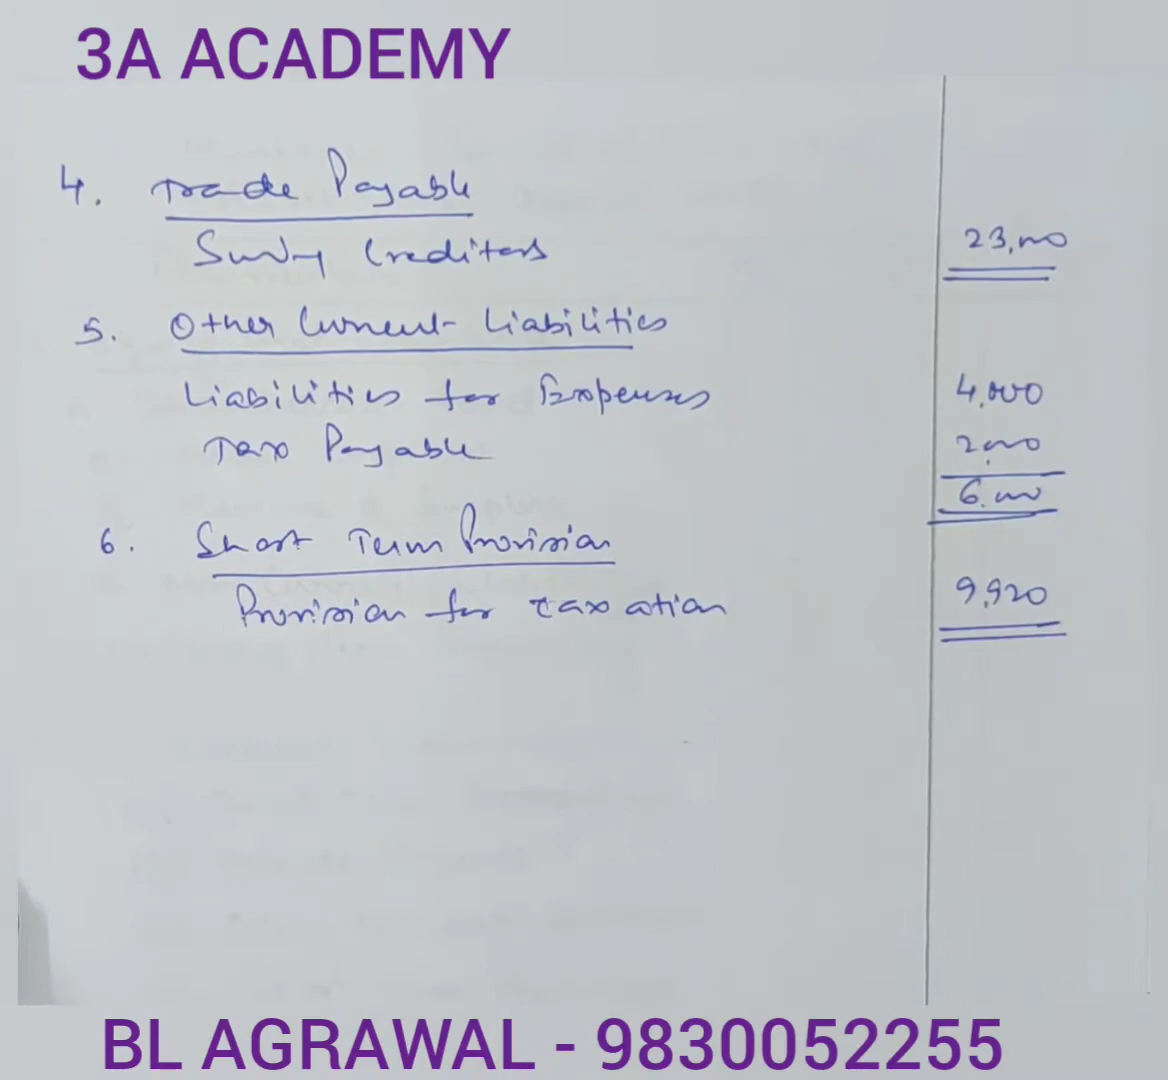 3A ACADEMY
4. Trade Payable
Sundry Creditors 23,000
5. Other Current Liabilities
Liabilities for Expenses 4,000
Tax Payable 2,000
6,000
6. Short Term Provision
Provision for taxation 9,920
BL AGRAWAL - 9830052255